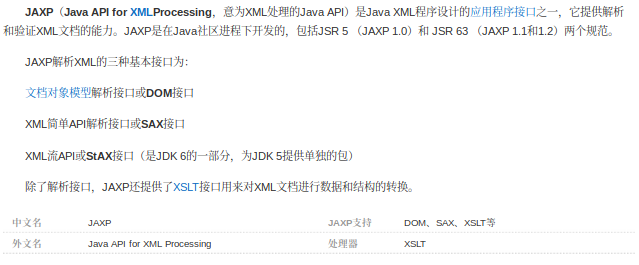 JAXP（Java API for XMLProcessing，意为XML处理的Java API）是Java XML程序设计的应用程序接口之一，它提供解析
和验证XML文档的能力。JAXP是在Java社区进程下开发的，包括JSR 5 （JAXP 1.0）和 JSR 63 （JAXP 1.1和1.2）两个规范。
JAXP解析XML的三种基本接口为：
文档对象模型解析接口或DOM接口
XML简单API解析接口或SAX接口
XML流API或StAX接口（是JDK 6的一部分，为JDK 5提供单独的包）
除了解析接口，JAXP还提供了XSLT接口用来对XML文档进行数据和结构的转换。
中文名 JAXP JAXP支持 DOM、SAX、XSLT等
外文名 Java API for XML Processing 处理器 XSLT